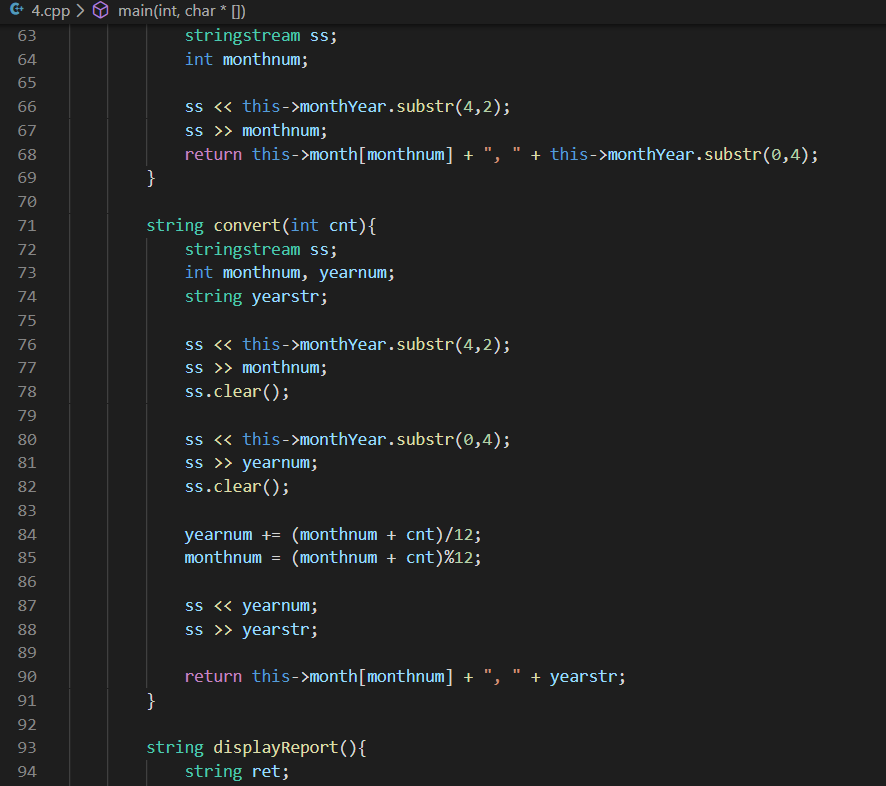 4.cpp > main(int, char * [])
63 stringstream ss;
64 int monthnum;
65
66 ss << this->monthYear.substr(4,2);
67 ss >> monthnum;
68 return this->month[monthnum] + ", " + this->monthYear.substr(0,4);
69 }
70
71 string convert(int cnt){
72 stringstream ss;
73 int monthnum, yearnum;
74 string yearstr;
75
76 ss << this->monthYear.substr(4,2);
77 ss >> monthnum;
78 ss.clear();
79
80 ss << this->monthYear.substr(0,4);
81 ss >> yearnum;
82 ss.clear();
83
84 yearnum += (monthnum + cnt)/12;
85 monthnum = (monthnum + cnt)%12;
86
87 ss << yearnum;
88 ss >> yearstr;
89
90 return this->month[monthnum] + ", " + yearstr;
91 }
92
93 string displayReport(){
94 string ret;